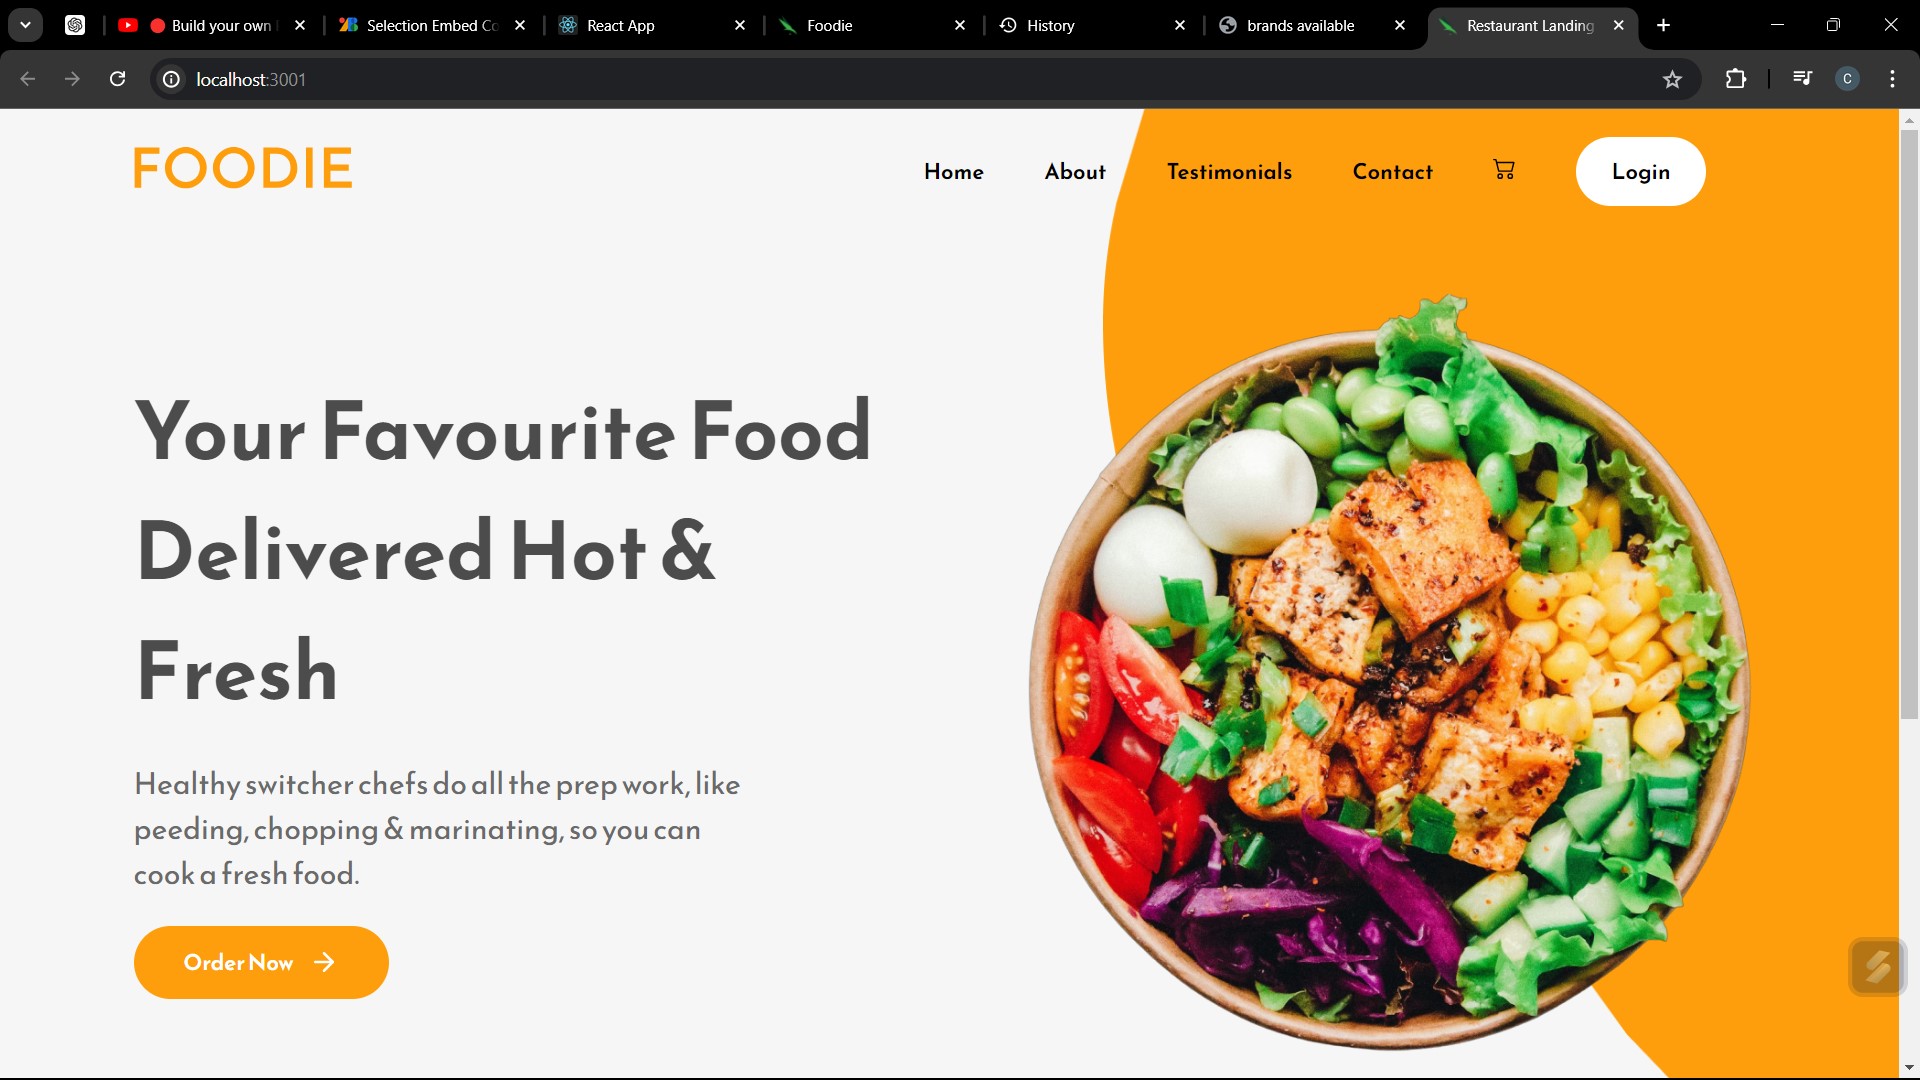 Build your own
Selection Embed Co
React App
Foodie
History
brands available
Restaurant Landing
localhost:3001
C
FOODIE
Home
About
Testimonials
Contact
Login
Your Favourite Food
Delivered Hot &
Fresh
Healthy switcher chefs do all the prep work, like
peeding, chopping & marinating, so you can
cook a fresh food.
Order Now